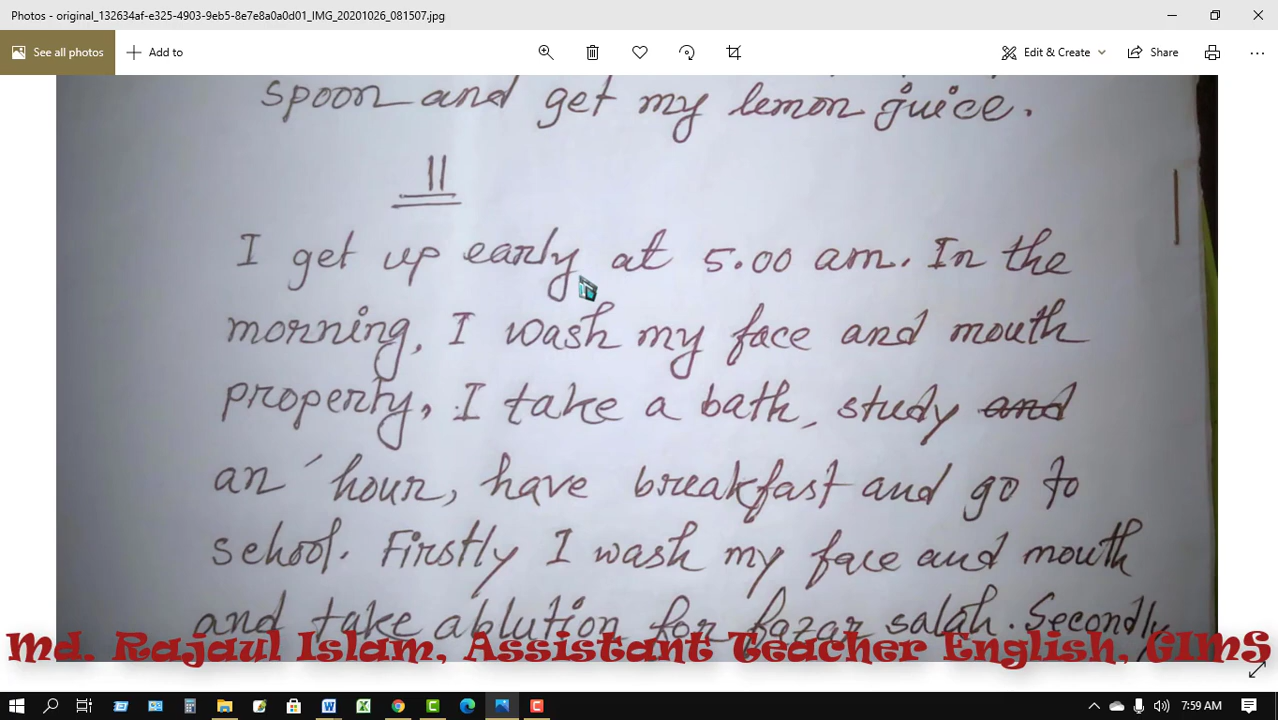 Photos - original_132634af-e325-4903-9eb5-8e7e8a0a0d01_IMG_20201026_081507.jpg
See all photos
Add to
Edit & Create
Share
spoon and get my lemon juice.
11
I get up early at 5.00 am. In the
morning, I wash my face and mouth
property, I take a bath, study and
an hour, have breakfast and go to
school. Firstly I wash my face and mouth
and take ablution for fazar salah. Secondly
Md. Rajaul Islam, Assistant Teacher English, GIMS
7:59 AM